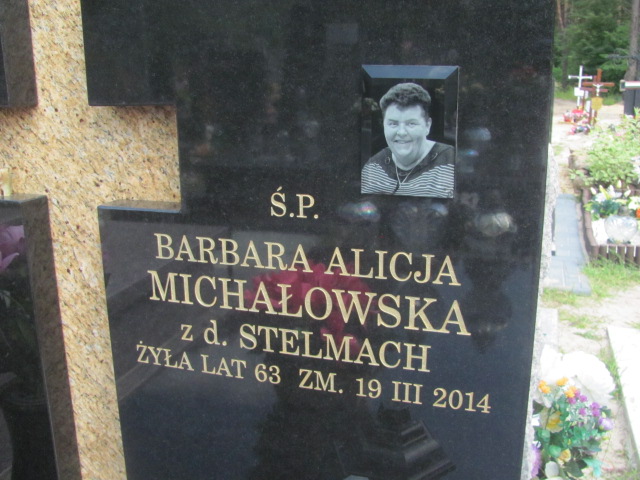 Ś.P.
BARBARA ALICJA
MICHAŁOWSKA
z d. STELMACH
ŻYŁA LAT 63 ZM. 19 III 2014